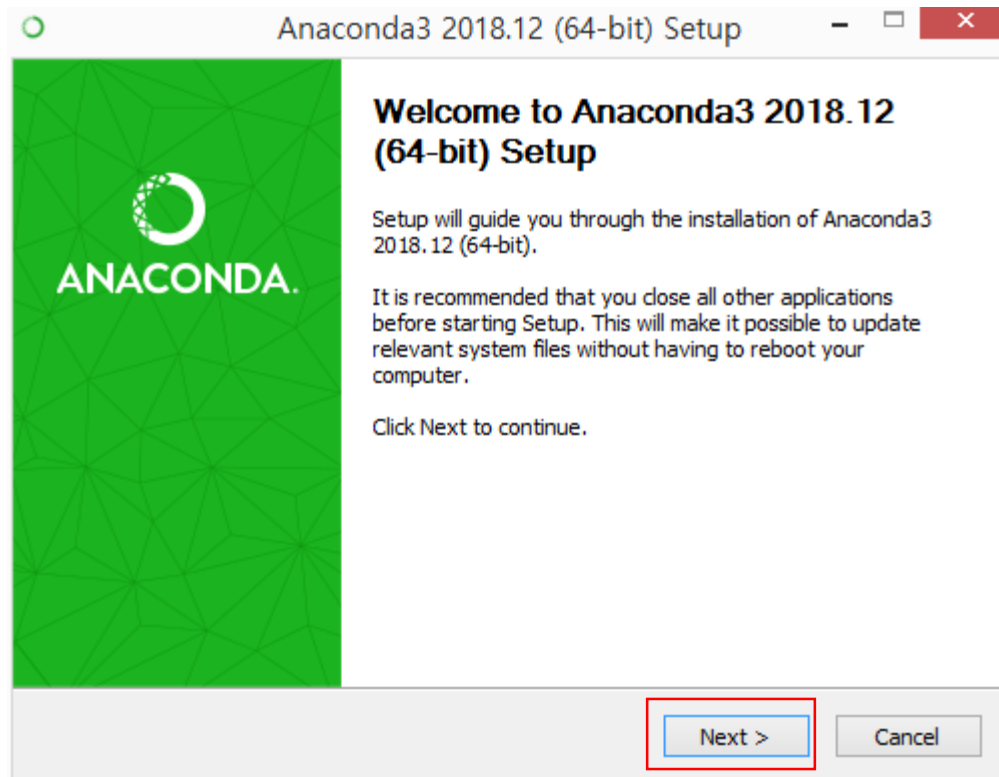 Anaconda3 2018.12 (64-bit) Setup
Welcome to Anaconda3 2018.12
(64-bit) Setup
Setup will guide you through the installation of Anaconda3
2018.12 (64-bit).
It is recommended that you close all other applications
before starting Setup. This will make it possible to update
relevant system files without having to reboot your
computer.
Click Next to continue.
ANACONDA.
Next >
Cancel